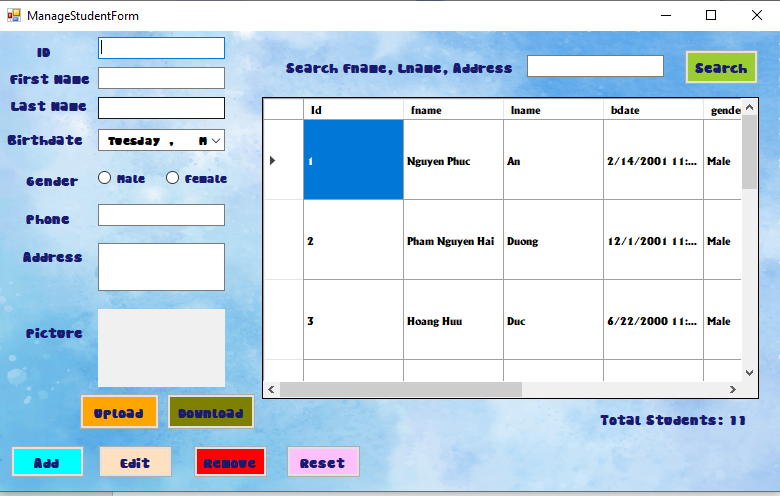 ManageStudentForm
ID
First Name
Last Name
Birthdate
Tuesday , M
Gender
Male
Female
Phone
Address
Picture
Upload
Download
Add
Edit
Remove
Reset
Search Fname, Lname, Address
Search
Id fname lname bdate gende
1 Nguyen Phuc An 2/14/2001 11:... Male
2 Pham Nguyen Hai Duong 12/1/2001 11:... Male
3 Hoang Huu Duc 6/22/2000 11:... Male
Total Students: 11